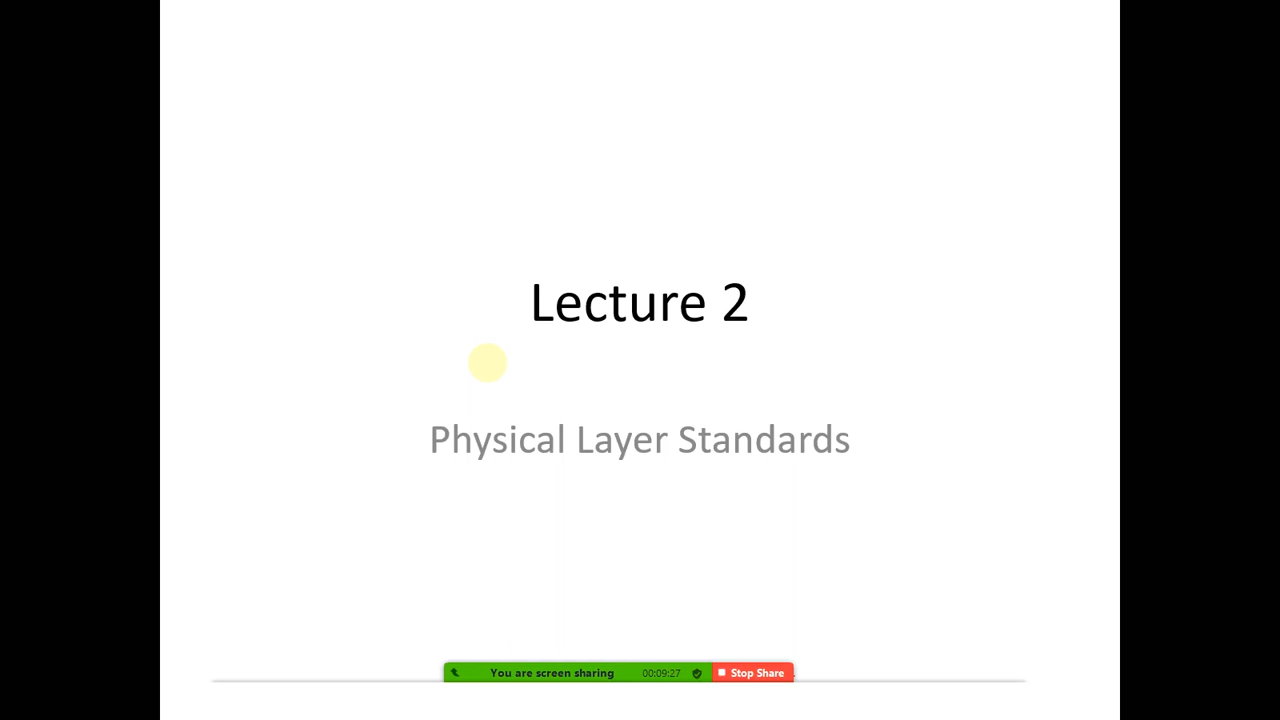 Lecture 2
Physical Layer Standards
You are screen sharing 00:09:27 Stop Share